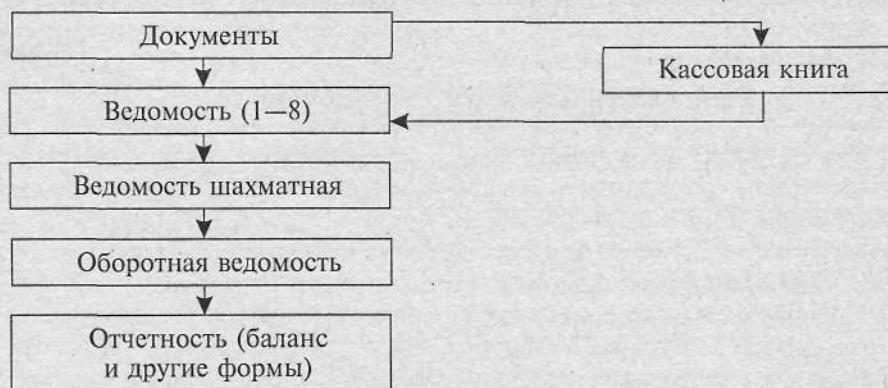 Документы
Кассовая книга
Ведомость (1—8)
Ведомость шахматная
Оборотная ведомость
Отчетность (баланс
и другие формы)